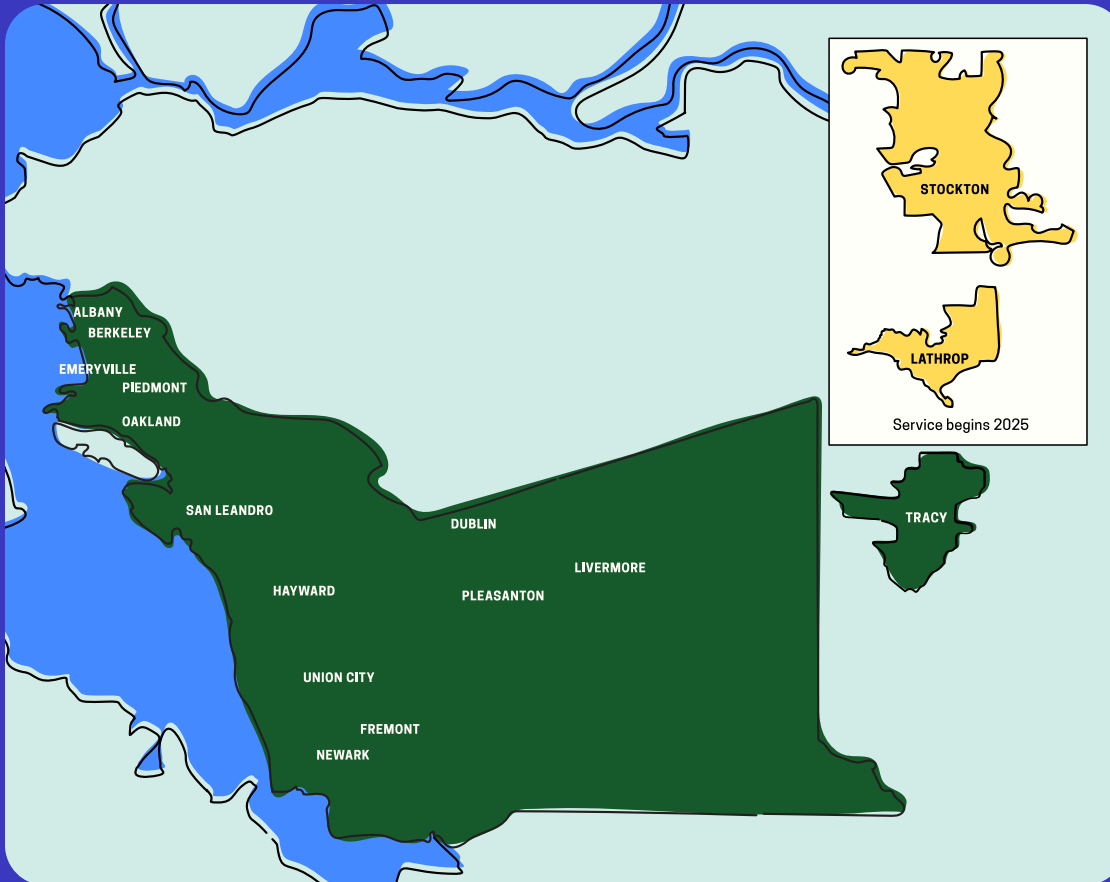 STOCKTON
LATHROP
Service begins 2025
ALBANY
BERKELEY
EMERYVILLE
PIEDMONT
OAKLAND
SAN LEANDRO
DUBLIN
TRACY
LIVERMORE
HAYWARD
PLEASANTON
UNION CITY
FREMONT
NEWARK